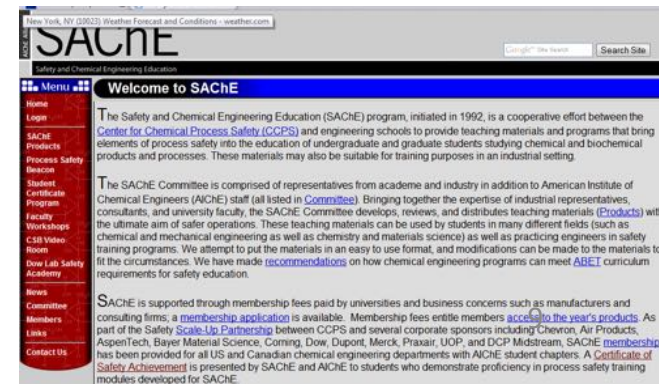 New York, NY (10023) Weather Forecast and Conditions - weather.com
SAChE
Google™ Site Search
Search Site
Safety and Chemical Engineering Education
Menu
Welcome to SAChE
Home
Login
SAChE
Products
Process Safety
Beacon
Student
Certificate
Program
Faculty
Workshops
CSB Video
Room
Dow Lab Safety
Academy
News
Committee
Members
Links
Contact Us
The Safety and Chemical Engineering Education (SAChE) program, initiated in 1992, is a cooperative effort between the
Center for Chemical Process Safety (CCPS) and engineering schools to provide teaching materials and programs that bring
elements of process safety into the education of undergraduate and graduate students studying chemical and biochemical
products and processes. These materials may also be suitable for training purposes in an industrial setting.
The SAChE Committee is comprised of representatives from academe and industry in addition to American Institute of
Chemical Engineers (AIChE) staff (all listed in Committee). Bringing together the expertise of industrial representatives,
consultants, and university faculty, the SAChE Committee develops, reviews, and distributes teaching materials (Products) wit
the ultimate aim of safer operations. These teaching materials can be used by students in many different fields (such as
chemical and mechanical engineering as well as chemistry and materials science) as well as practicing engineers in safety
training programs. We attempt to put the materials in an easy to use format, and modifications can be made to the materials to
fit the circumstances. We have made recommendations on how chemical engineering programs can meet ABET curriculum
requirements for safety education.
SAChE is supported through membership fees paid by universities and business concerns such as manufacturers and
consulting firms; a membership application is available. Membership fees entitle members access to the year's products. As
part of the Safety Scale-Up Partnership between CCPS and several corporate sponsors including Chevron, Air Products,
AspenTech, Bayer Material Science, Corning, Dow, Dupont, Merck, Praxair, UOP, and DCP Midstream, SAChE membership
has been provided for all US and Canadian chemical engineering departments with AIChE student chapters. A Certificate of
Safety Achievement is presented by SAChE and AIChE to students who demonstrate proficiency in process safety training
modules developed for SAChE.